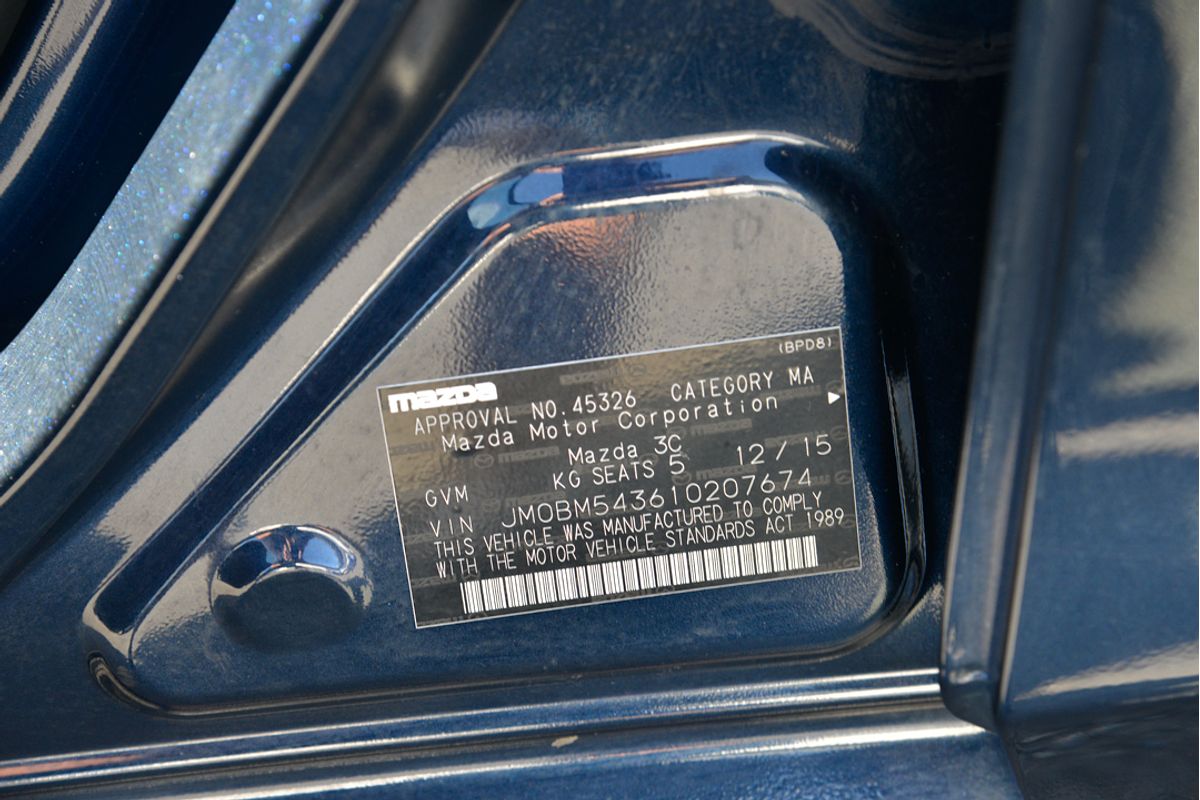 (BPD8)
mazda
APPROVAL NO.45326 CATEGORY MA
Mazda Motor Corporation
Mazda 3C
GVM KG SEATS 5 12/15
VIN JM0BM543610207674
THIS VEHICLE WAS MANUFACTURED TO COMPLY
WITH THE MOTOR VEHICLE STANDARDS ACT 1989